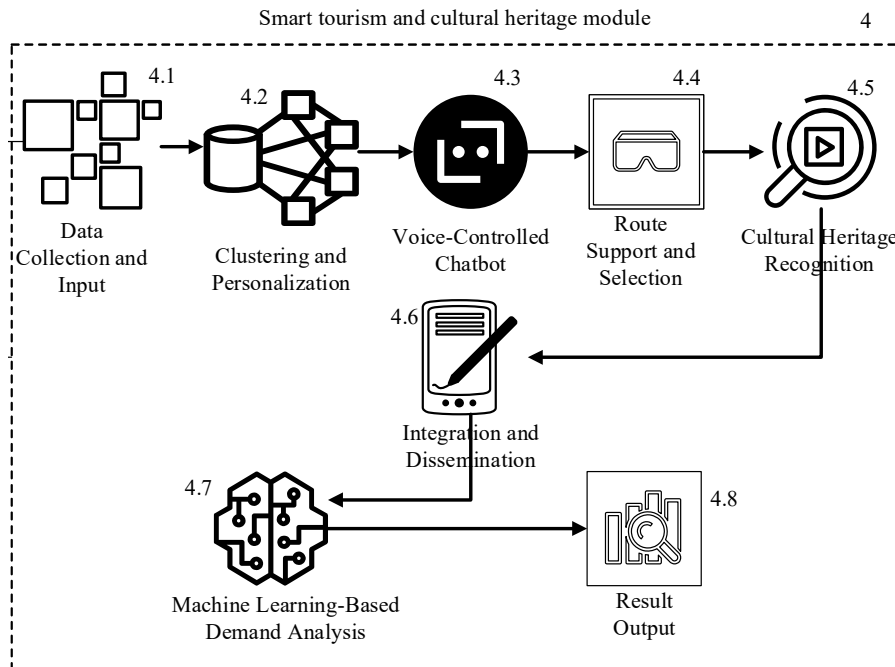 Smart tourism and cultural heritage module
4
4.1
4.2
4.3
4.4
4.5
Data
Collection and
Input
Clustering and
Personalization
Voice-Controlled
Chatbot
Route
Support and
Selection
Cultural Heritage
Recognition
4.6
Integration and
Dissemination
4.7
4.8
Machine Learning-Based
Demand Analysis
Result
Output